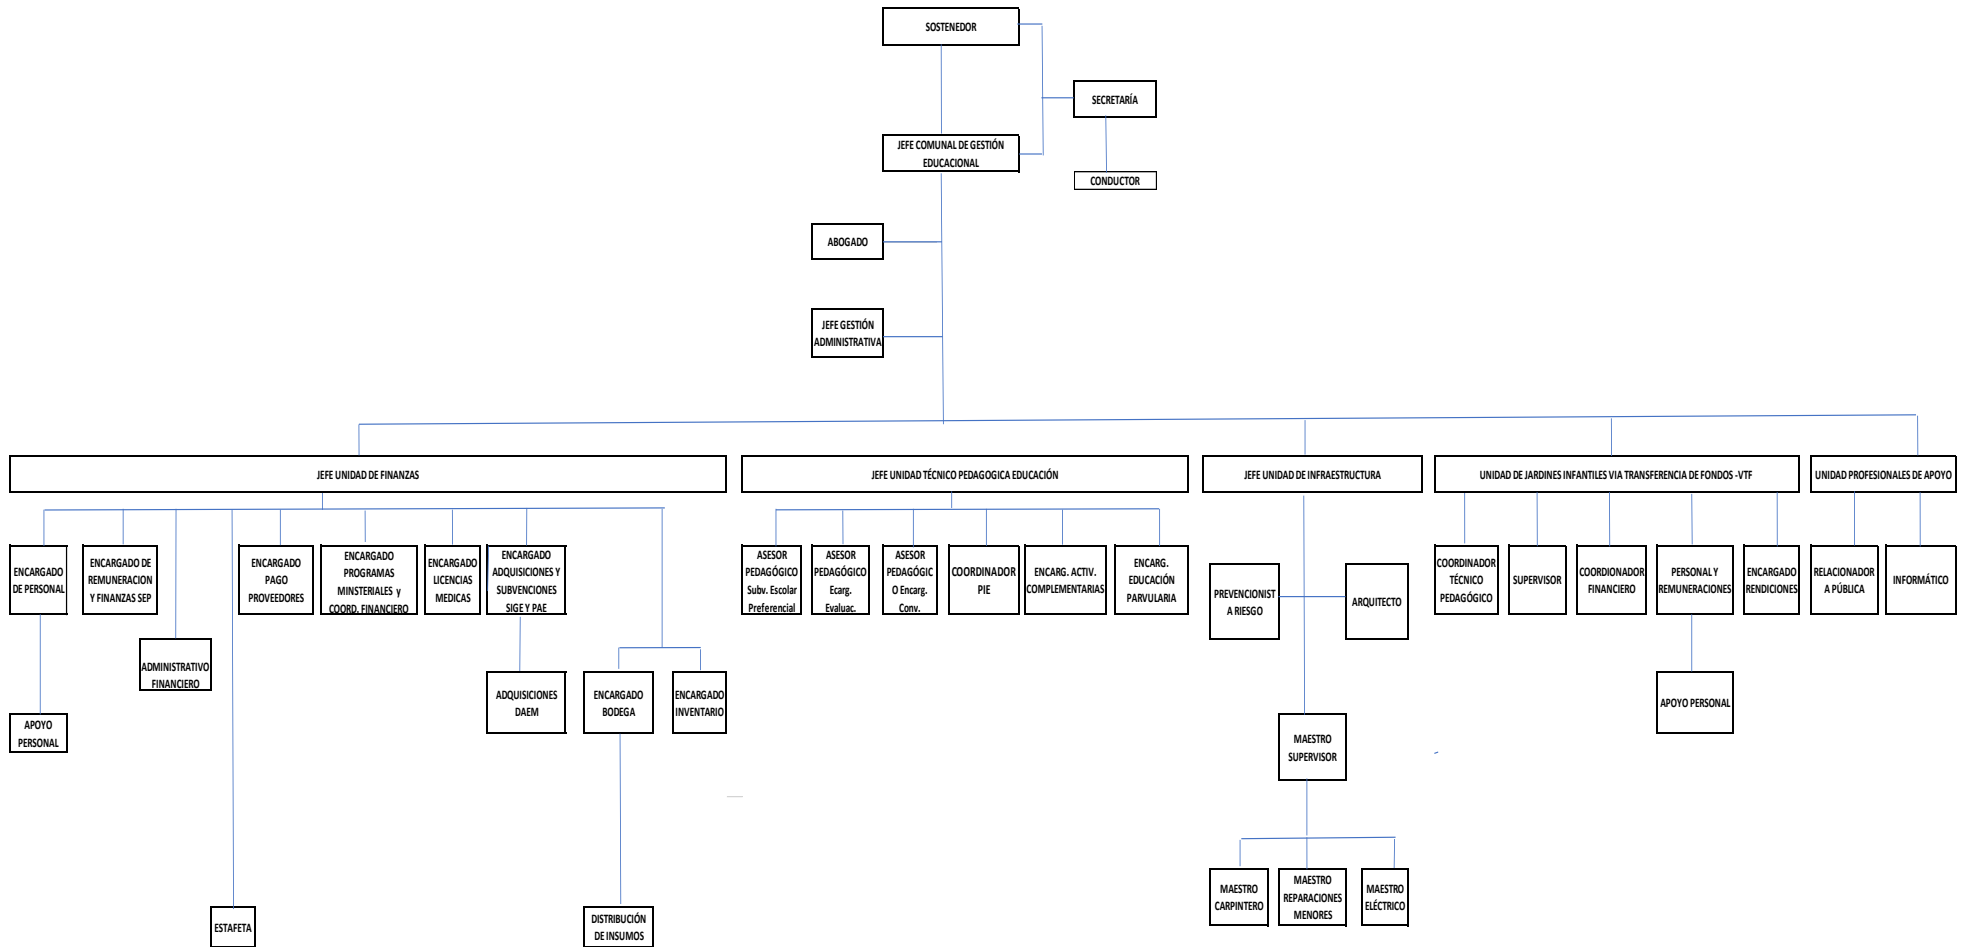 SOSTENEDOR
SECRETARÍA
JEFE COMUNAL DE GESTIÓN
EDUCACIONAL
CONDUCTOR
ABOGADO
JEFE GESTIÓN
ADMINISTRATIVA
JEFE UNIDAD DE FINANZAS
JEFE UNIDAD TÉCNICO PEDAGOGICA EDUCACIÓN
JEFE UNIDAD DE INFRAESTRUCTURA
UNIDAD DE JARDINES INFANTILES VIA TRANSFERENCIA DE FONDOS -VTF
UNIDAD PROFESIONALES DE APOYO
ENCARGADO
DE PERSONAL
ENCARGADO DE
REMUNERACION
Y FINANZAS SEP
ENCARGADO
PAGO
PROVEEDORES
ENCARGADO
PROGRAMAS
MINSTERIALES y
COORD. FINANCIERO
ENCARGADO
LICENCIAS
MEDICAS
ENCARGADO
ADQUISICIONES Y
SUBVENCIONES
SIGE Y PAE
ASESOR
PEDAGÓGICO
Subv. Escolar
Preferencial
ASESOR
PEDAGÓGICO
Ecarg.
Evaluac.
ASESOR
PEDAGÓGIC
O Encarg.
Conv.
COORDINADOR
PIE
ENCARG. ACTIV.
COMPLEMENTARIAS
ENCARG.
EDUCACIÓN
PARVULARIA
PREVENCIONIST
A RIESGO
ARQUITECTO
COORDINADOR
TÉCNICO
PEDAGÓGICO
SUPERVISOR
COORDIONADOR
FINANCIERO
PERSONAL Y
REMUNERACIONES
ENCARGADO
RENDICIONES
RELACIONADOR
A PÚBLICA
INFORMÁTICO
ADMINISTRATIVO
FINANCIERO
ADQUISICIONES
DAEM
ENCARGADO
BODEGA
ENCARGADO
INVENTARIO
APOYO PERSONAL
APOYO
PERSONAL
MAESTRO
SUPERVISOR
MAESTRO
CARPINTERO
MAESTRO
REPARACIONES
MENORES
MAESTRO
ELÉCTRICO
ESTAFETA
DISTRIBUCIÓN
DE INSUMOS